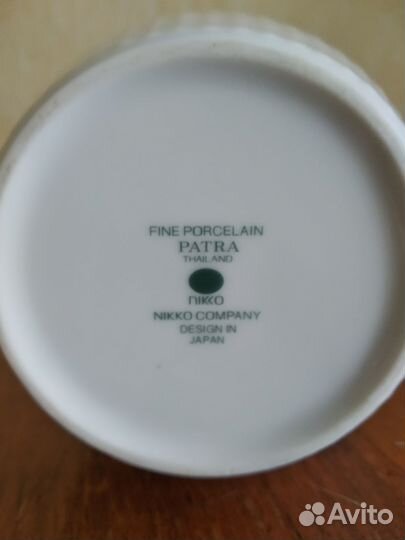 FINE PORCELAIN
PATRA
THAILAND
nikko
NIKKO COMPANY
DESIGN IN
JAPAN
Avito